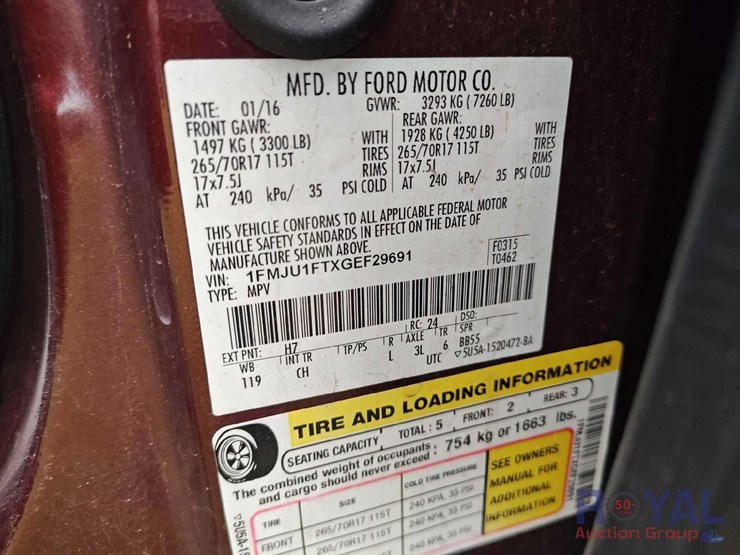 MFD. BY FORD MOTOR CO.
DATE: 01/16 GVWR: 3293 KG ( 7260 LB)
FRONT GAWR: REAR GAWR:
1497 KG ( 3300 LB) WITH 1928 KG ( 4250 LB) WITH
265/70R17 115T TIRES 265/70R17 115T TIRES
17x7.5J RIMS 17x7.5J RIMS
AT 240 kPa/ 35 PSI COLD AT 240 kPa/ 35 PSI COLD
THIS VEHICLE CONFORMS TO ALL APPLICABLE FEDERAL MOTOR
VEHICLE SAFETY STANDARDS IN EFFECT ON THE DATE OF
MANUFACTURE SHOWN ABOVE.
VIN: 1FMJU1FTXGEF29691 F0315
TYPE: MPV T0462
EXT PNT: H7 RC: 24 DSO:
WB INT TR TP/PS R AXLE TR SPR
119 CH L 3L 6 BB55
UTC ▽5U5A-1520472-BA
TIRE AND LOADING INFORMATION
SEATING CAPACITY TOTAL: 5 FRONT: 2 REAR: 3
The combined weight of occupants
and cargo should never exceed : 754 kg or 1663 lbs.
TIRE SIZE COLD TIRE PRESSURE SEE OWNERS
MANUAL FOR
ADDITIONAL
INFORMATION
FRONT 265/70R17 115T 240 KPA, 35 PSI
265/70R17 115T 240 KPA, 35 PSI
50
ROYAL
Auction Group